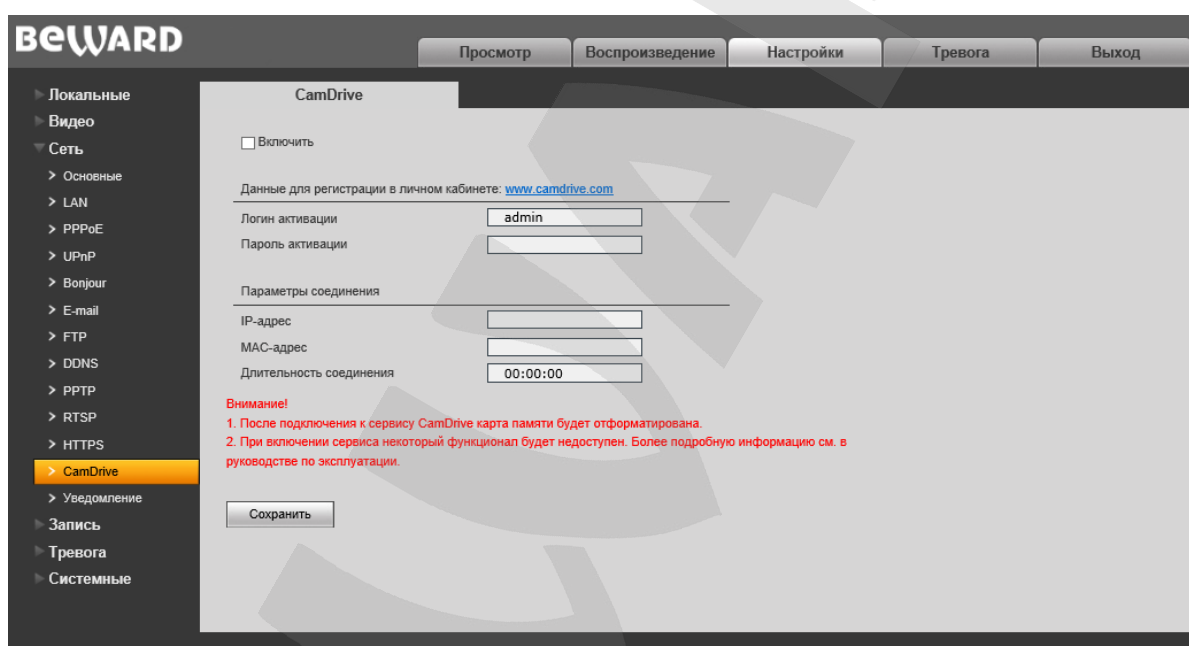 BEWARD
Просмотр Воспроизведение Настройки Тревога Выход
Локальные
Видео
Сеть
Основные
LAN
PPPoE
UPnP
Bonjour
E-mail
FTP
DDNS
PPTP
RTSP
HTTPS
CamDrive
Уведомление
Запись
Тревога
Системные
CamDrive
Включить
Данные для регистрации в личном кабинете: www.camdrive.com
Логин активации admin
Пароль активации
Параметры соединения
IP-адрес
MAC-адрес
Длительность соединения 00:00:00
Внимание!
1. После подключения к сервису CamDrive карта памяти будет отформатирована.
2. При включении сервиса некоторый функционал будет недоступен. Более подробную информацию см. в
руководстве по эксплуатации.
Сохранить